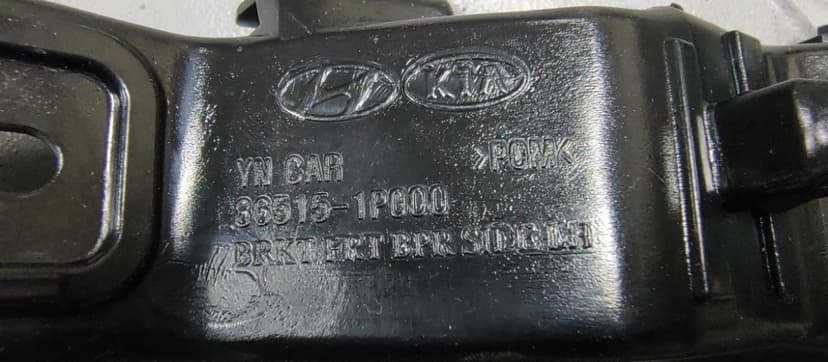 KIA
YN CAR >POM<
86515-1P000
BRKT FRT BPR SIDE LH